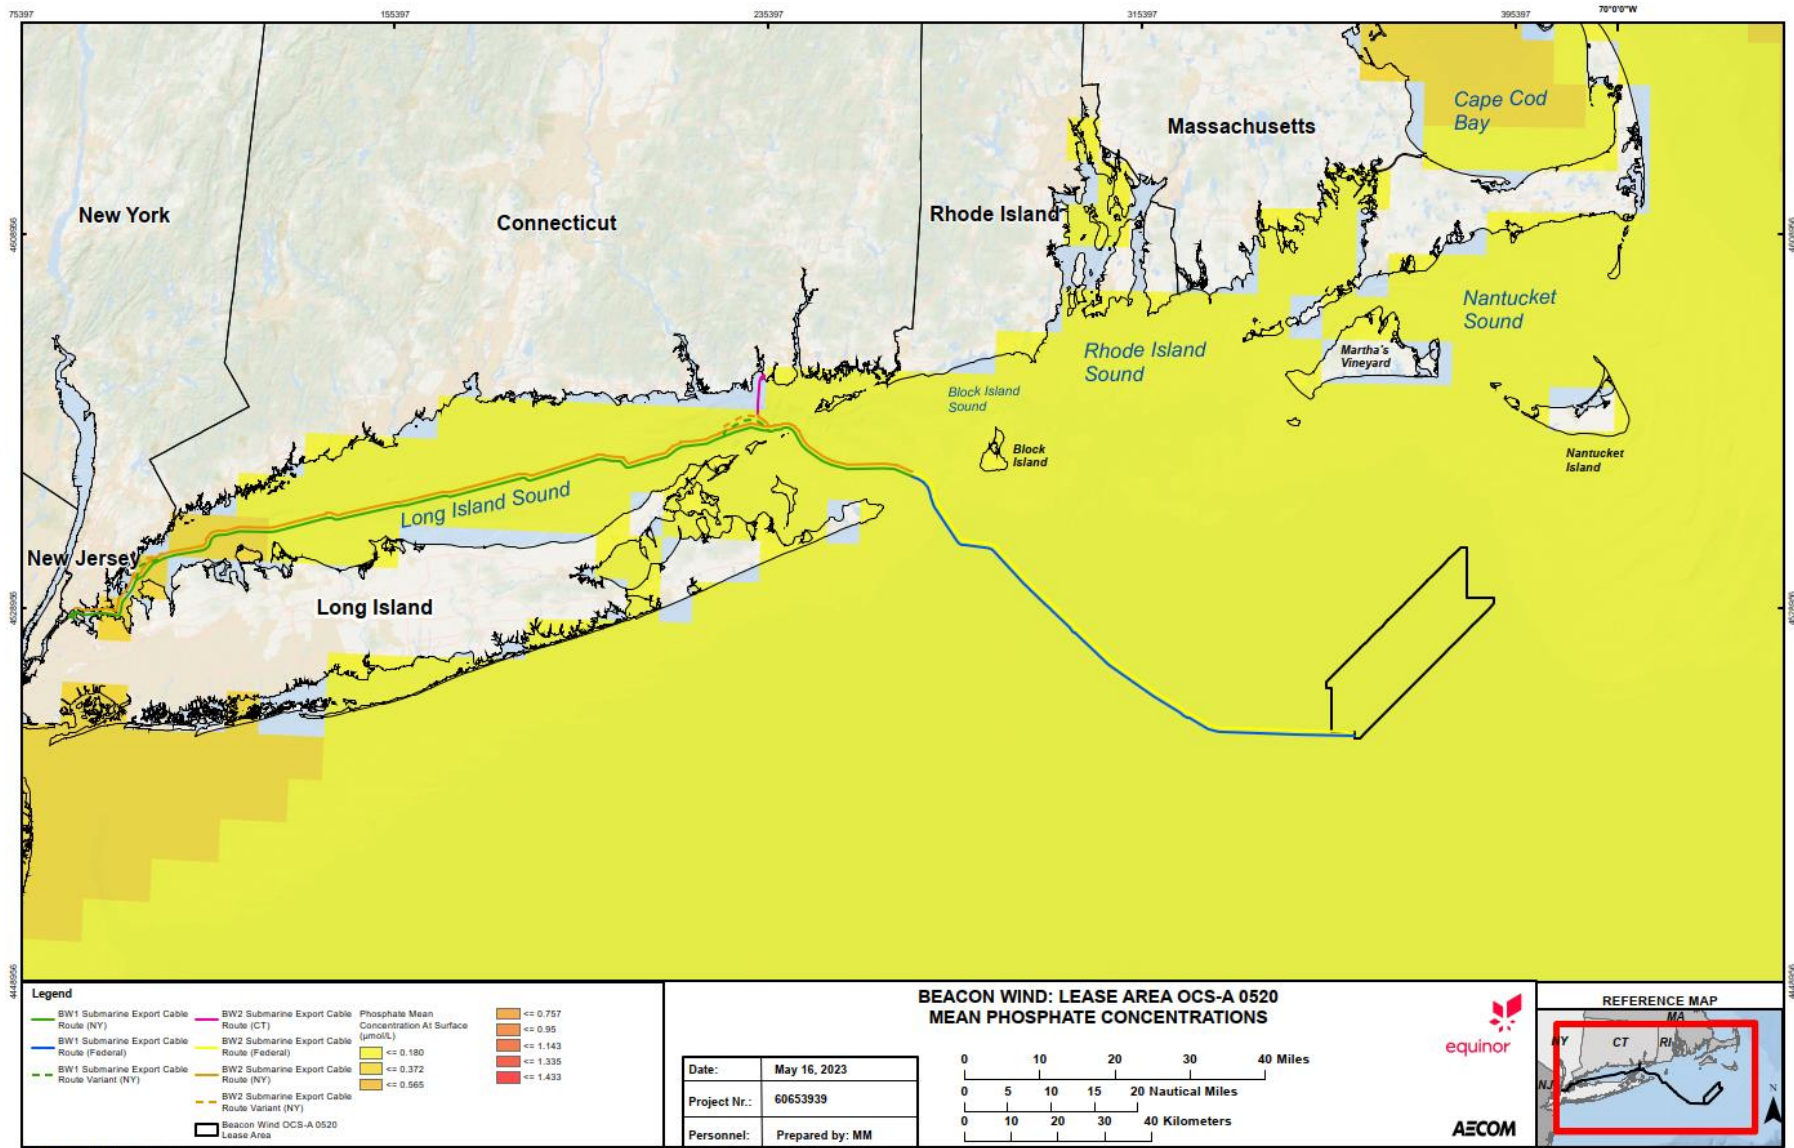 75397
155397
235397
315397
395397
70°0'0"W
Cape Cod
Bay
Massachusetts
New York
Connecticut
Rhode Island
4608956
4608956
Nantucket
Sound
Rhode Island
Sound
Martha's
Vineyard
Block Island
Sound
Block
Island
Nantucket
Island
Long Island Sound
New Jersey
Long Island
4528956
4528956
4448956
4448956
Legend
BW1 Submarine Export Cable
Route (NY)
BW1 Submarine Export Cable
Route (Federal)
BW1 Submarine Export Cable
Route Variant (NY)
BW2 Submarine Export Cable
Route (CT)
BW2 Submarine Export Cable
Route (Federal)
BW2 Submarine Export Cable
Route (NY)
BW2 Submarine Export Cable
Route Variant (NY)
Beacon Wind OCS-A 0520
Lease Area
Phosphate Mean
Concentration At Surface
(µmol/L)
<= 0.180
<= 0.372
<= 0.565
<= 0.757
<= 0.95
<= 1.143
<= 1.335
<= 1.433
BEACON WIND: LEASE AREA OCS-A 0520
MEAN PHOSPHATE CONCENTRATIONS
Date: May 16, 2023
Project Nr.: 60653939
Personnel: Prepared by: MM
0 10 20 30 40 Miles
0 5 10 15 20 Nautical Miles
0 10 20 30 40 Kilometers
equinor
AECOM
REFERENCE MAP
MA
NY
CT
RI
NJ
Z